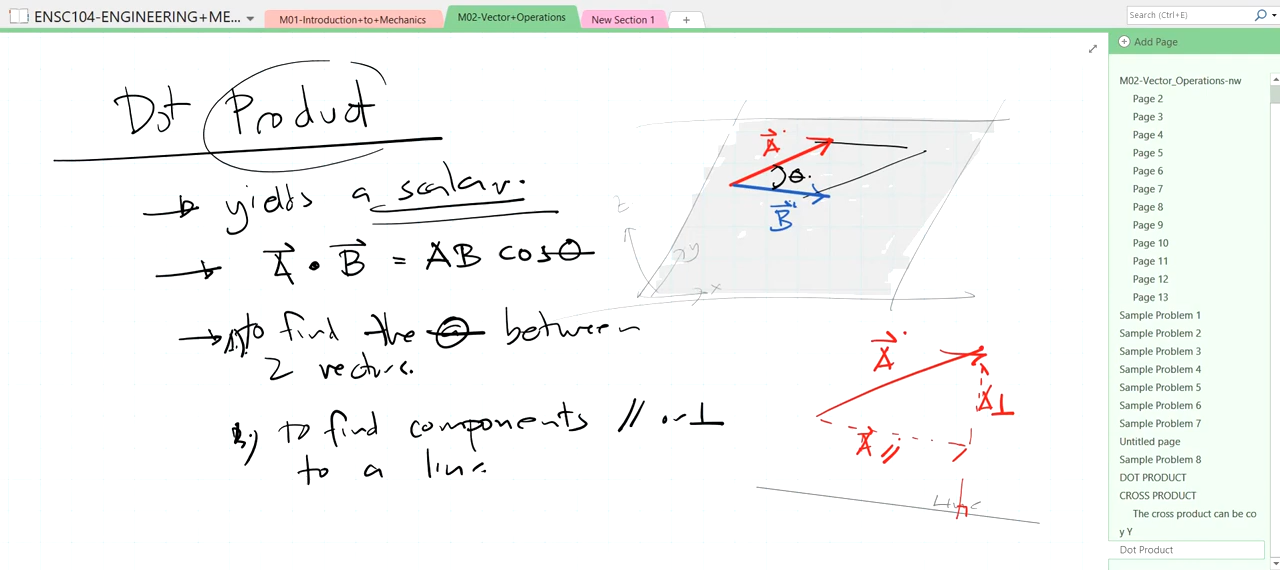 ENSC104-ENGINEERING+ME...
M01-Introduction+to+Mechanics
M02-Vector+Operations
New Section 1
+
Search (Ctrl+E)
Add Page
M02-Vector_Operations-nw
Page 2
Page 3
Page 4
Page 5
Page 6
Page 7
Page 8
Page 9
Page 10
Page 11
Page 12
Page 13
Sample Problem 1
Sample Problem 2
Sample Problem 3
Sample Problem 4
Sample Problem 5
Sample Problem 6
Sample Problem 7
Untitled page
Sample Problem 8
DOT PRODUCT
CROSS PRODUCT
The cross product can be co
y Y
Dot Product
Dot Product
→ yields a scalar.
→ A⃗ • B⃗ = AB cosθ
→ A) to find the θ between
2 vectors.
B) to find components // or ⊥
to a line
A⃗
θ
B⃗
z
y
x
A⃗
A⊥
A⃗ //
Line